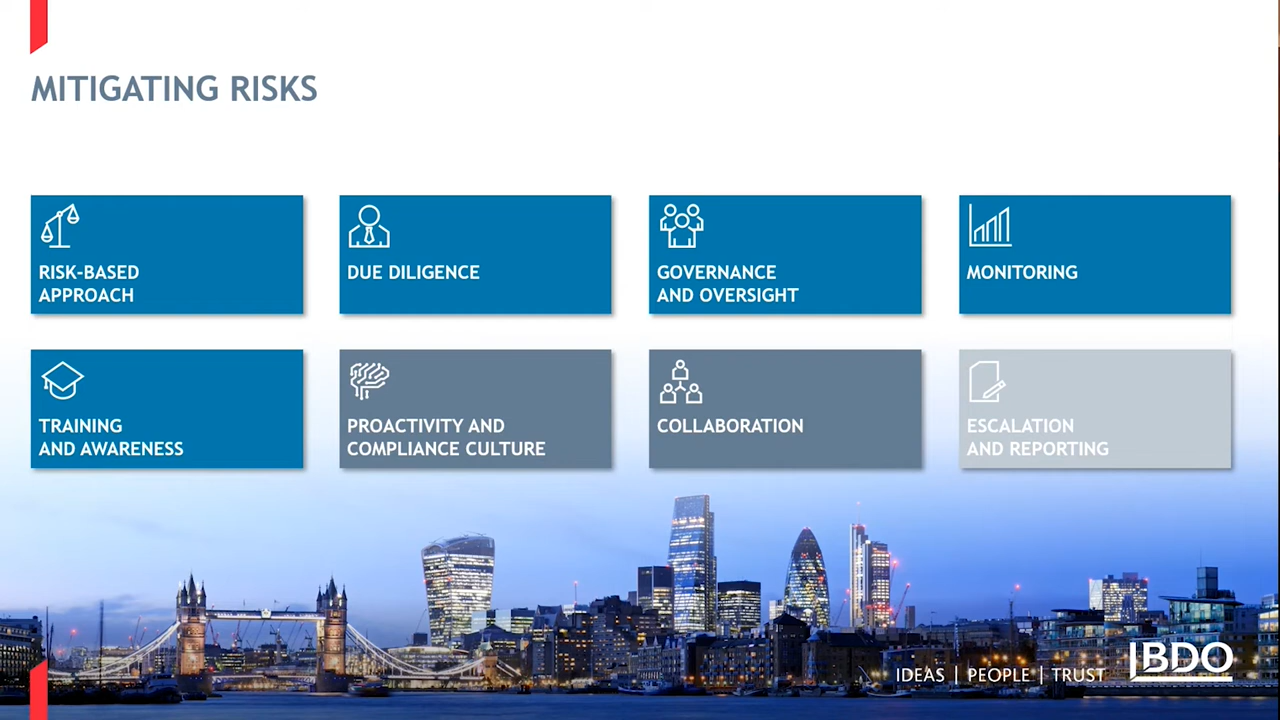 MITIGATING RISKS
RISK-BASED
APPROACH
DUE DILIGENCE
GOVERNANCE
AND OVERSIGHT
MONITORING
TRAINING
AND AWARENESS
PROACTIVITY AND
COMPLIANCE CULTURE
COLLABORATION
ESCALATION
AND REPORTING
IDEAS | PEOPLE | TRUST
BDO